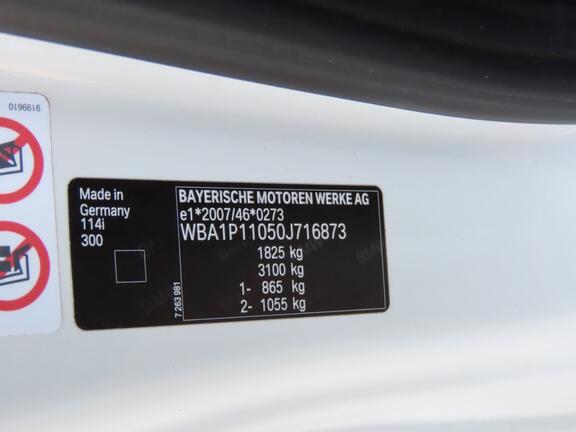 9199610
Made in
Germany
114i
300
BAYERISCHE MOTOREN WERKE AG
e1*2007/46*0273
WBA1P11050J716873
1825 kg
3100 kg
1- 865 kg
2- 1055 kg
7 263 981